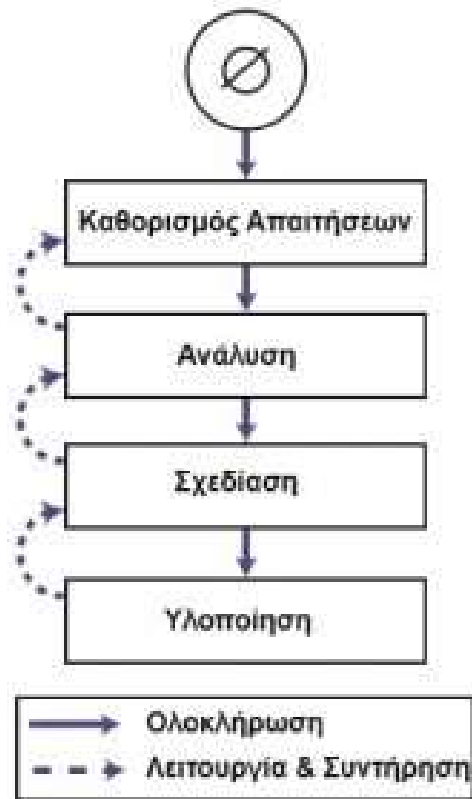 ∅
Καθορισμός Απαιτήσεων
Ανάλυση
Σχεδίαση
Υλοποίηση
Ολοκλήρωση
Λειτουργία & Συντήρηση